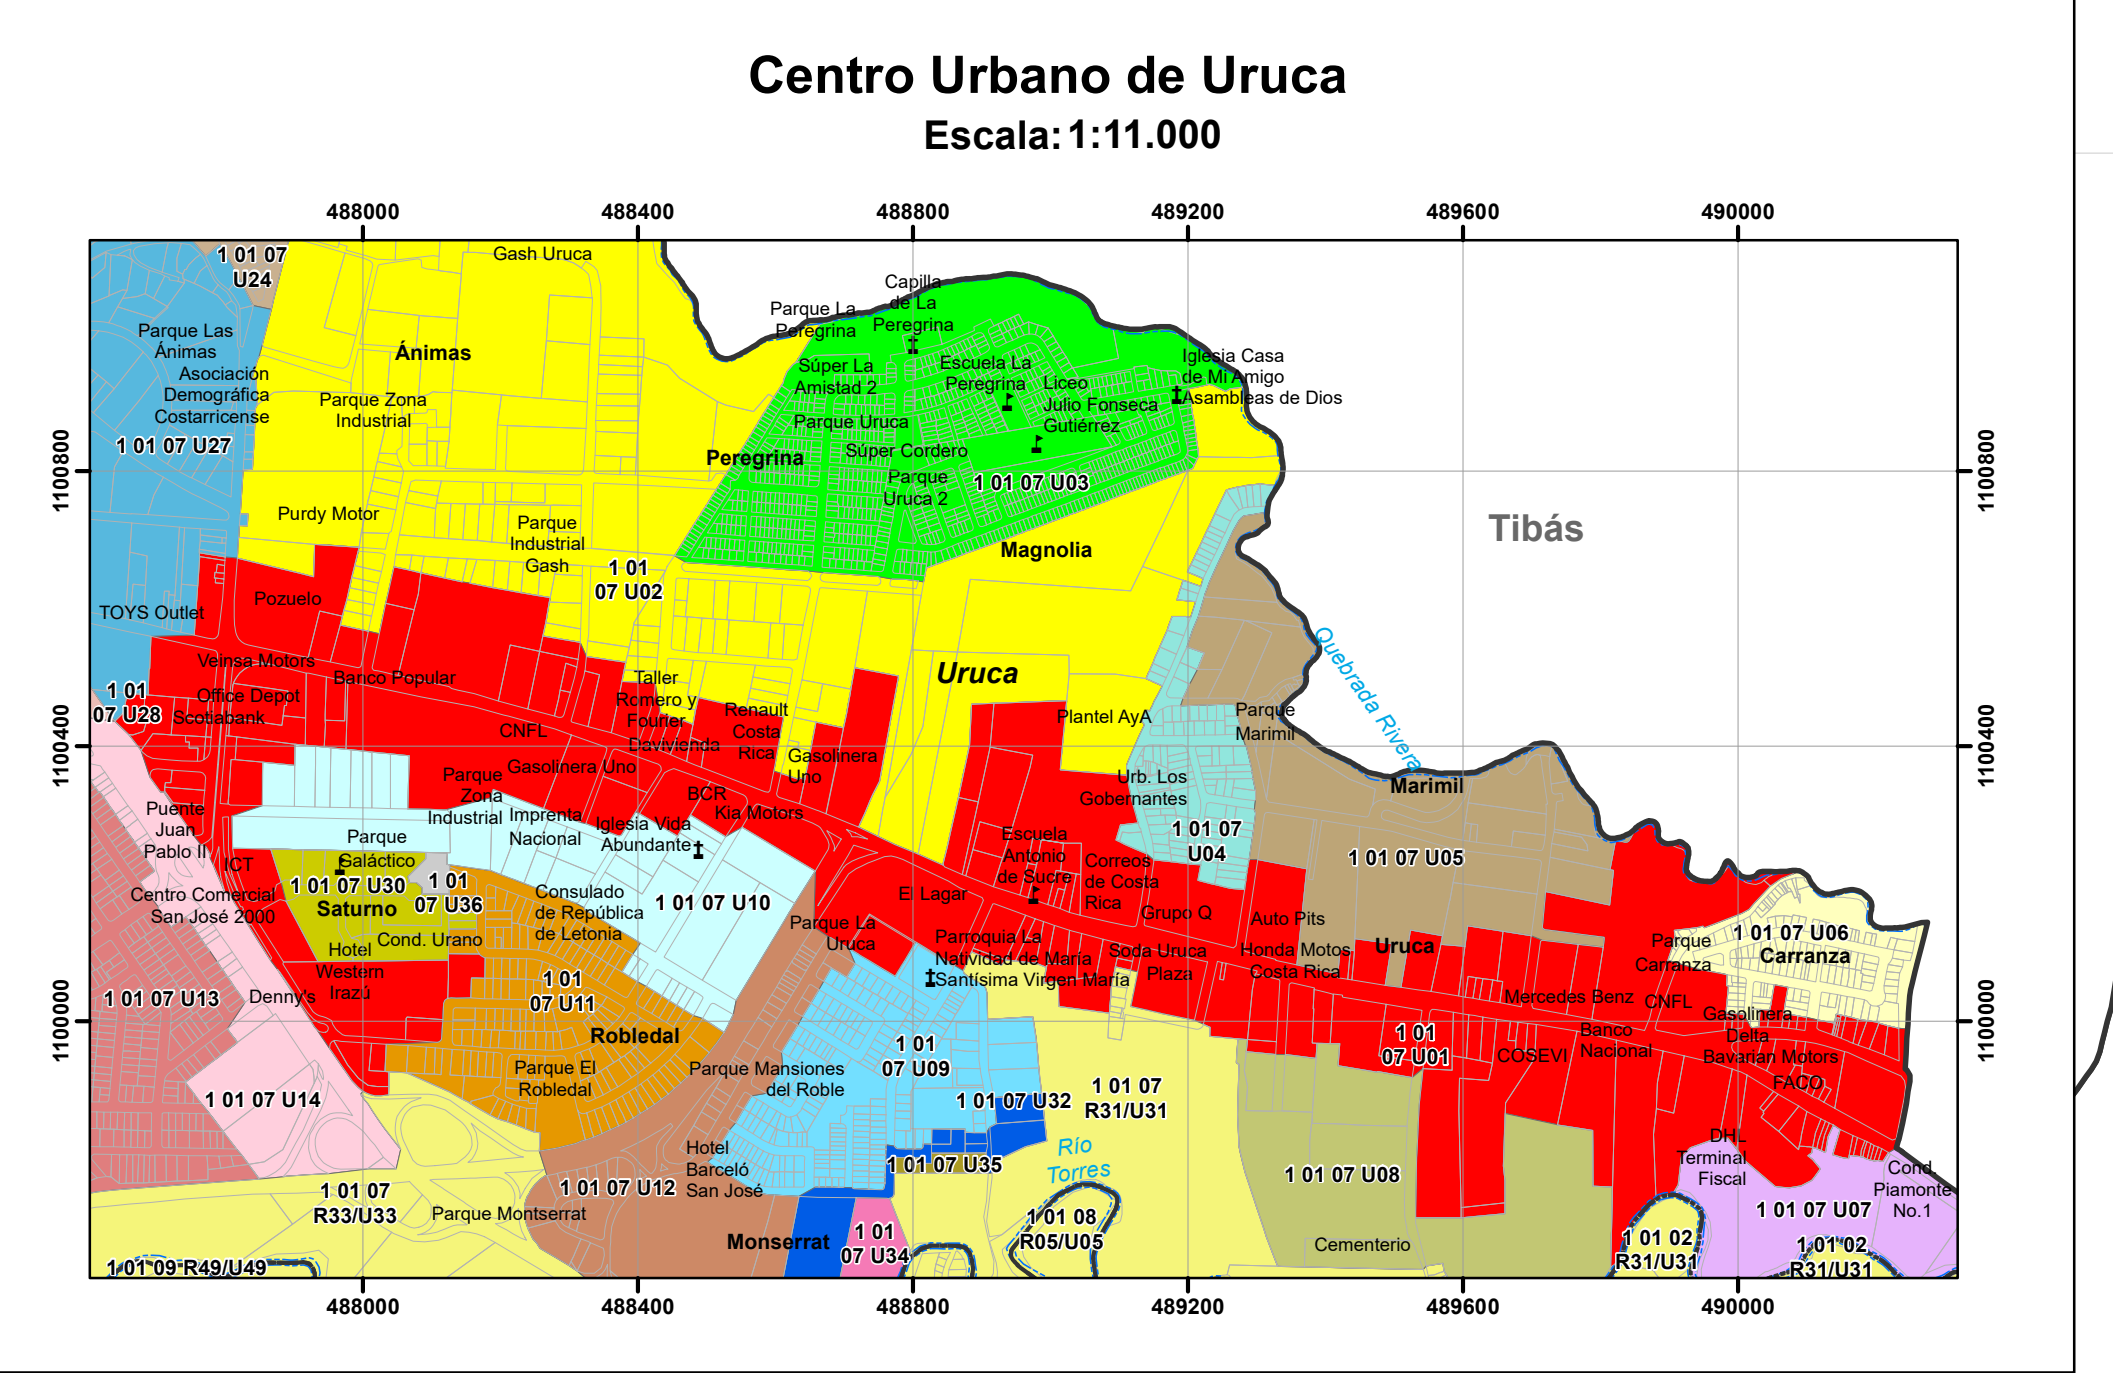 Centro Urbano de Uruca
Escala: 1:11.000
488000 488400 488800 489200 489600 490000
1 01 07
U24
Gash Uruca
Capilla
de La
Peregrina
Parque La
Peregrina
Parque Las
Ánimas
Asociación
Demográfica
Costarricense
1 01 07 U27
Ánimas
Parque Zona
Industrial
Súper La
Amistad 2
Escuela La
Peregrina
Liceo
Julio Fonseca
Gutiérrez
Iglesia Casa
de Mi Amigo
Asambleas de Dios
Parque Uruca
Súper Cordero
Peregrina
Parque
Uruca 2
1 01 07 U03
1100800
1100800
Purdy Motor
Parque
Industrial
Gash
Magnolia
Tibás
1 01
07 U02
Pozuelo
TOYS Outlet
Quebrada Rivera
Veinsa Motors
Banco Popular
Office Depot
Scotiabank
1 01
07 U28
Taller
Romero y
Fourier
Davivienda
Renault
Costa
Rica
Uruca
Plantel AyA
Parque
Marimil
CNFL
Gasolinera Uno
Gasolinera
Uno
1100400
1100400
Parque
Zona
Industrial
Imprenta
Nacional
BCR
Kia Motors
Iglesia Vida
Abundante
Urb. Los
Gobernantes
Marimil
1 01 07
U04
1 01 07 U05
Puente
Juan
Pablo II
Parque
Galáctico
ICT
1 01 07 U30
Saturno
1 01
07 U36
Centro Comercial
San José 2000
Consulado
de República
de Letonia
1 01 07 U10
Escuela
Antonio
de Sucre
Correos
de Costa
Rica
El Lagar
Grupo Q
Auto Pits
Parque La
Uruca
Hotel
Western
Irazú
Cond. Urano
Parroquia La
Natividad de María
Santísima Virgen María
Soda Uruca
Plaza
Honda Motos
Costa Rica
Uruca
Parque
Carranza
1 01 07 U06
Carranza
1 01 07 U13
Denny's
1 01
07 U11
Robledal
Mercedes Benz
CNFL
Gasolinera
Delta
Bavarian Motors
1100000
1100000
1 01
07 U09
1 01
07 U01
COSEVI
Banco
Nacional
FACO
Parque El
Robledal
Parque Mansiones
del Roble
1 01 07 U14
1 01 07 U32
1 01 07
R31/U31
DHL
Terminal
Fiscal
Hotel
Barceló
San José
Río
Torres
1 01 07 U35
1 01 07 U12
1 01 07
R33/U33
Parque Montserrat
1 01 07 U08
1 01 07 U07
Cond.
Piamonte
No.1
Monserrat
1 01
07 U34
1 01 08
R05/U05
Cementerio
1 01 02
R31/U31
1 01 02
R31/U31
1 01 09 R49/U49
488000 488400 488800 489200 489600 490000